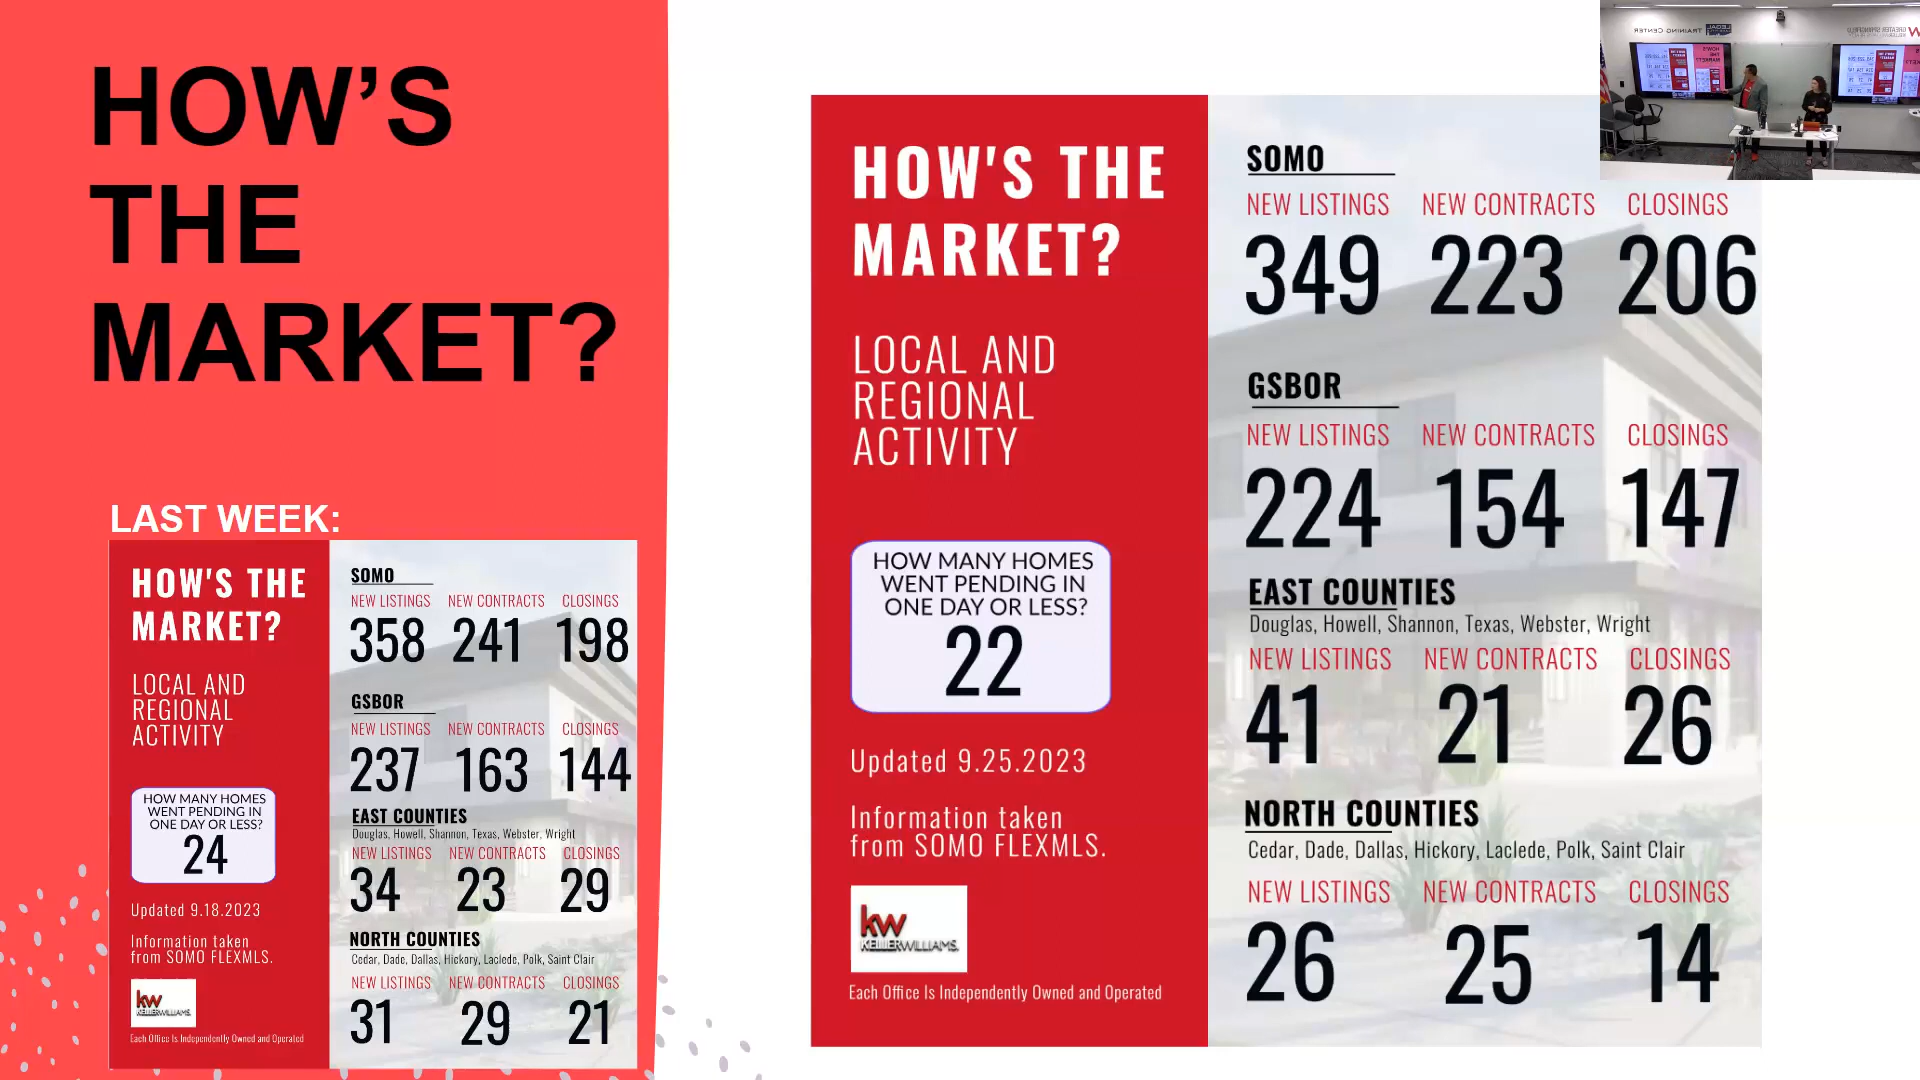 HOW’S
THE
MARKET?
LAST WEEK:
HOW'S THE
MARKET?
LOCAL AND
REGIONAL
ACTIVITY
HOW MANY HOMES
WENT PENDING IN
ONE DAY OR LESS?
24
Updated 9.18.2023
Information taken
from SOMO FLEXMLS.
kw
KELLERWILLIAMS.
Each Office Is Independently Owned and Operated
SOMO
NEW LISTINGS NEW CONTRACTS CLOSINGS
358 241 198
GSBOR
NEW LISTINGS NEW CONTRACTS CLOSINGS
237 163 144
EAST COUNTIES
Douglas, Howell, Shannon, Texas, Webster, Wright
NEW LISTINGS NEW CONTRACTS CLOSINGS
34 23 29
NORTH COUNTIES
Cedar, Dade, Dallas, Hickory, Laclede, Polk, Saint Clair
NEW LISTINGS NEW CONTRACTS CLOSINGS
31 29 21
HOW'S THE
MARKET?
LOCAL AND
REGIONAL
ACTIVITY
HOW MANY HOMES
WENT PENDING IN
ONE DAY OR LESS?
22
Updated 9.25.2023
Information taken
from SOMO FLEXMLS.
kw
KELLERWILLIAMS.
Each Office Is Independently Owned and Operated
SOMO
NEW LISTINGS NEW CONTRACTS CLOSINGS
349 223 206
GSBOR
NEW LISTINGS NEW CONTRACTS CLOSINGS
224 154 147
EAST COUNTIES
Douglas, Howell, Shannon, Texas, Webster, Wright
NEW LISTINGS NEW CONTRACTS CLOSINGS
41 21 26
NORTH COUNTIES
Cedar, Dade, Dallas, Hickory, Laclede, Polk, Saint Clair
NEW LISTINGS NEW CONTRACTS CLOSINGS
26 25 14
TRAINING CENTER